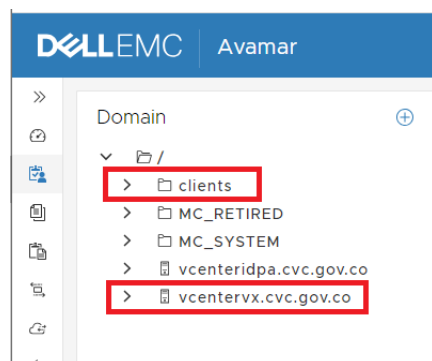 DELLEMC Avamar
Domain
/
clients
MC_RETIRED
MC_SYSTEM
vcenteridpa.cvc.gov.co
vcentervx.cvc.gov.co